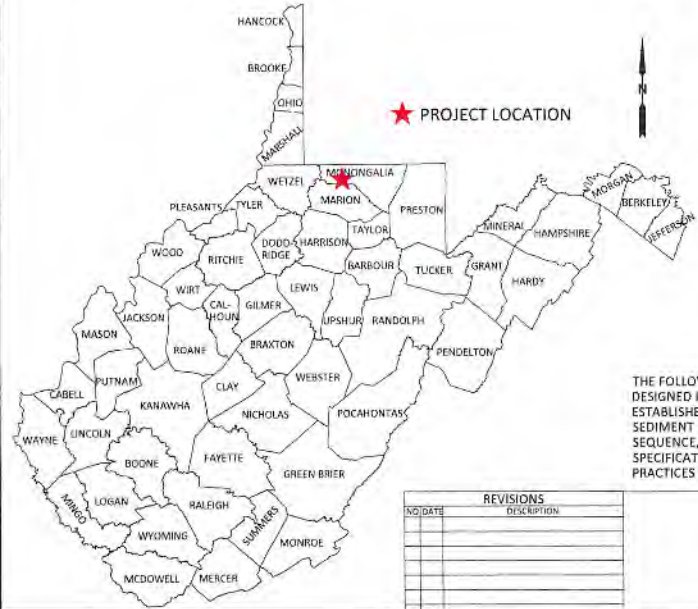 HANCOCK
BROOKE
OHIO
MARSHALL
PROJECT LOCATION
N
WETZEL
MONONGALIA
MARION
PRESTON
MORGAN
BERKELEY
JEFFERSON
PLEASANTS
TYLER
TAYLOR
MINERAL
HAMPSHIRE
WOOD
RITCHIE
DODD-
RIDGE
HARRISON
BARBOUR
TUCKER
GRANT
HARDY
WIRT
CAL-
HOUN
GILMER
LEWIS
UPSHUR
RANDOLPH
JACKSON
MASON
ROANE
BRAXTON
PENDELTON
PUTNAM
CLAY
WEBSTER
CABELL
KANAWHA
NICHOLAS
POCAHONTAS
WAYNE
LINCOLN
BOONE
FAYETTE
GREEN BRIER
MINGO
LOGAN
RALEIGH
SUMMERS
WYOMING
MONROE
MCDOWELL
MERCER
THE FOLLOW
DESIGNED I
ESTABLISHE
SEDIMENT
SEQUENCE,
SPECIFICAT
PRACTICES
REVISIONS
NO DATE DESCRIPTION